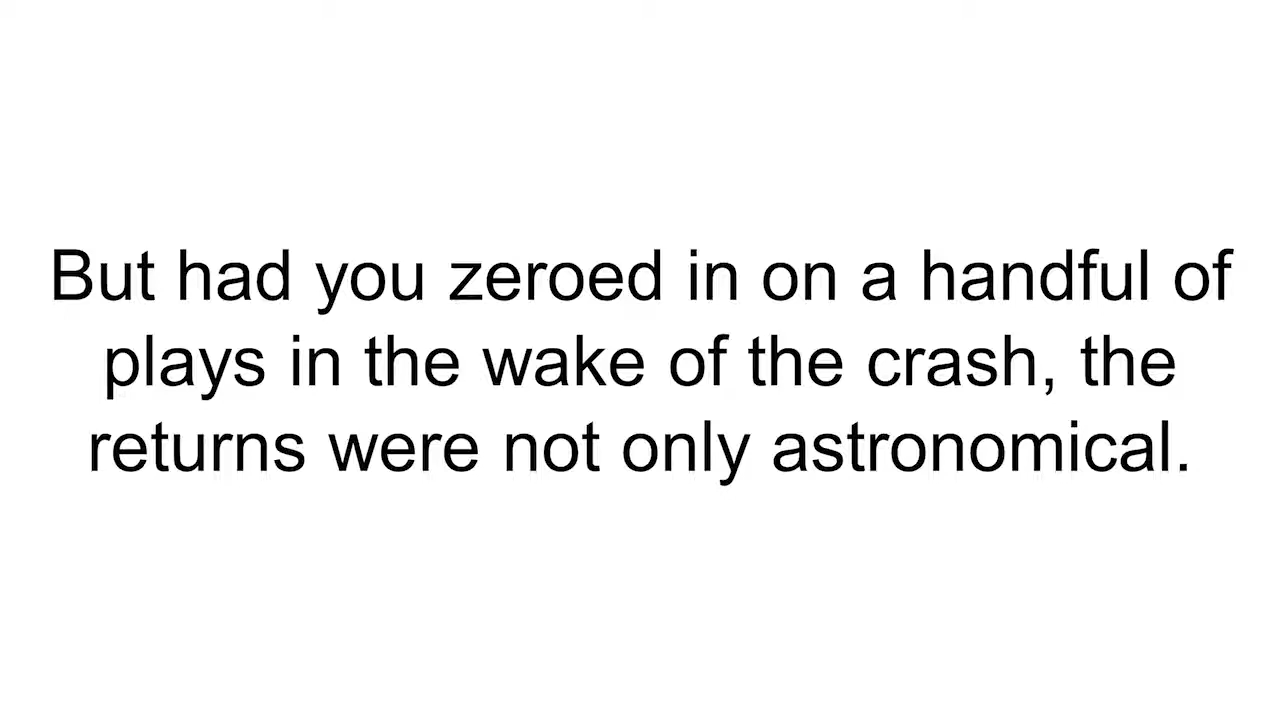 But had you zeroed in on a handful of
plays in the wake of the crash, the
returns were not only astronomical.